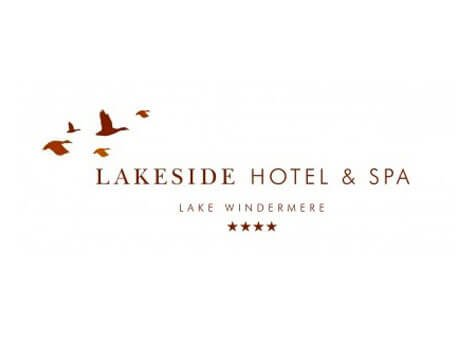 LAKESIDE HOTEL & SPA
LAKE WINDERMERE
★★★★